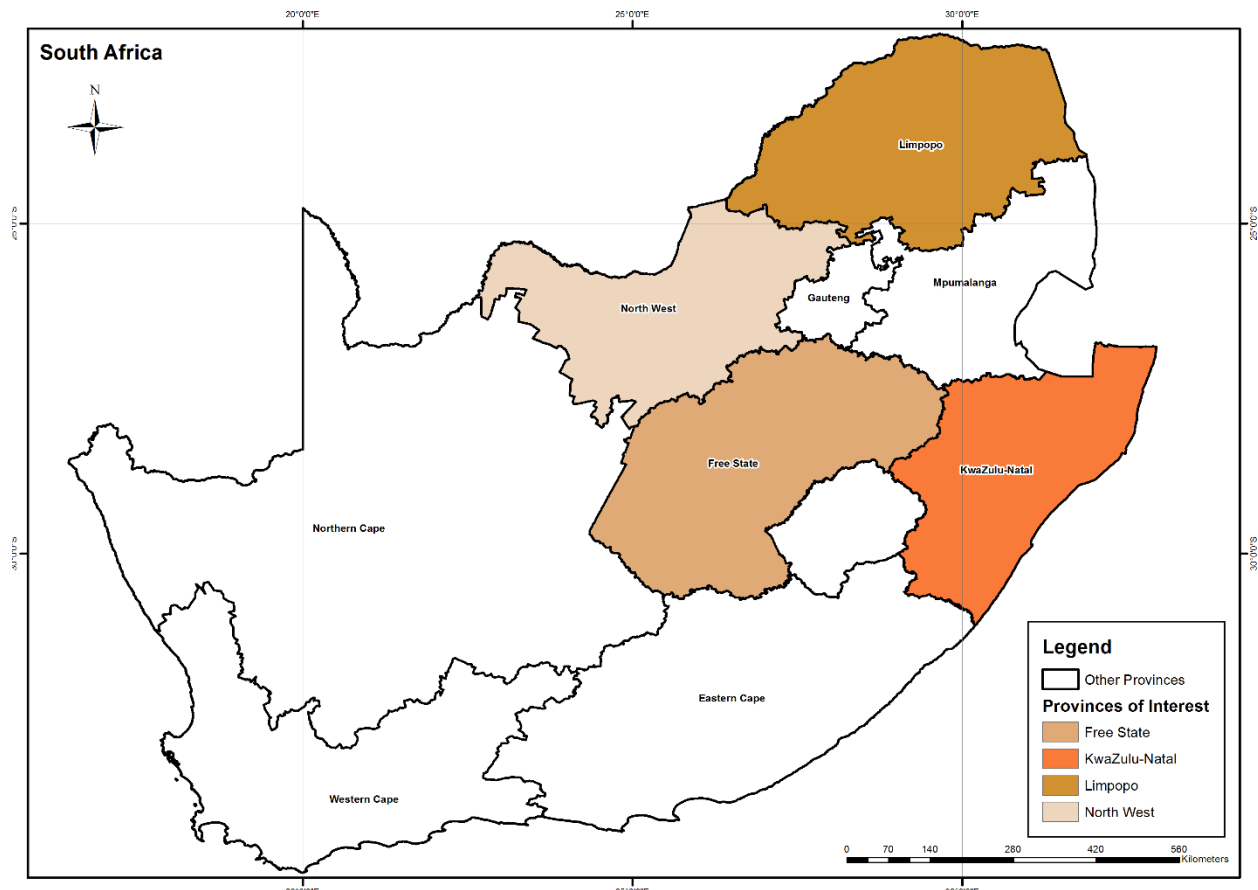 20°0'0"E 25°0'0"E 30°0'0"E
South Africa
N
Limpopo
25°0'0"S 25°0'0"S
Mpumalanga
Gauteng
North West
Free State
KwaZulu-Natal
Northern Cape
30°0'0"S 30°0'0"S
Eastern Cape
Western Cape
Legend
Other Provinces
Provinces of Interest
Free State
KwaZulu-Natal
Limpopo
North West
0 70 140 280 420 560
Kilometers